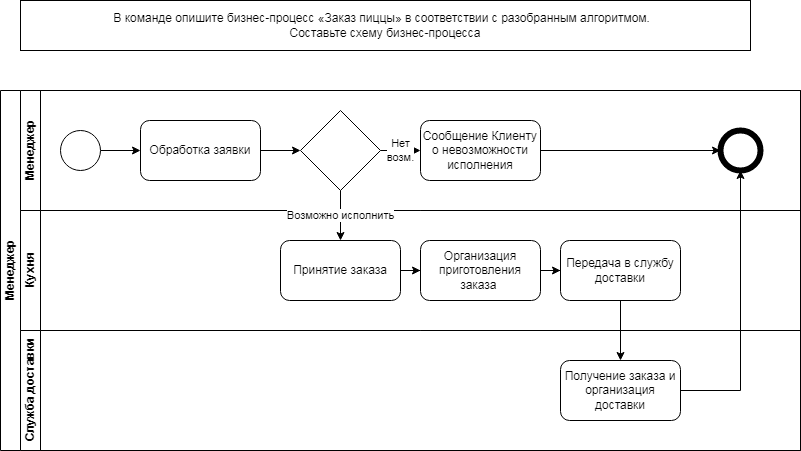 В команде опишите бизнес-процесс «Заказ пиццы» в соответствии с разобранным алгоритмом.
Составьте схему бизнес-процесса
Менеджер
Менеджер
Обработка заявки
Нет
возм.
Сообщение Клиенту
о невозможности
исполнения
Возможно исполнить
Кухня
Принятие заказа
Организация
приготовления
заказа
Передача в службу
доставки
Служба доставки
Получение заказа и
организация
доставки